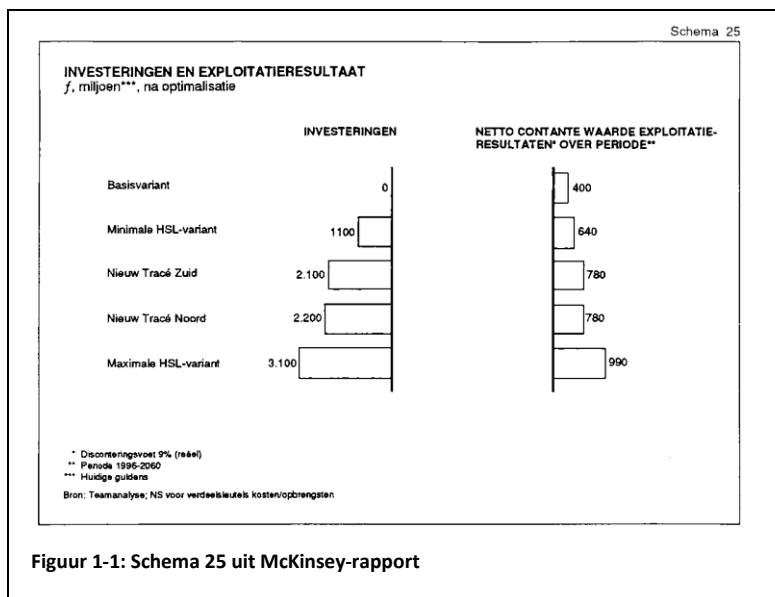 Schema 25
INVESTERINGEN EN EXPLOITATIERESULTAAT
ƒ, miljoen***, na optimalisatie
INVESTERINGEN
NETTO CONTANTE WAARDE EXPLOITATIE-
RESULTATEN* OVER PERIODE**
Basisvariant 0 400
Minimale HSL-variant 1100 640
Nieuw Tracé Zuid 2.100 780
Nieuw Tracé Noord 2.200 780
Maximale HSL-variant 3.100 990
* Disconteringsvoet 9% (reëel)
** Periode 1996-2060
*** Huidige guldens
Bron: Teamanalyse; NS voor verdeelsleutels kosten/opbrengsten
Figuur 1-1: Schema 25 uit McKinsey-rapport